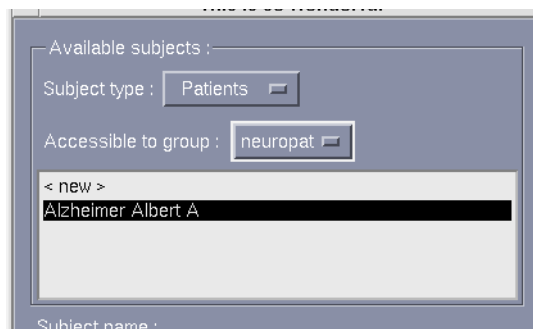 Available subjects :
Subject type : Patients
Accessible to group : neuropat
< new >
Alzheimer Albert A
Subject name :